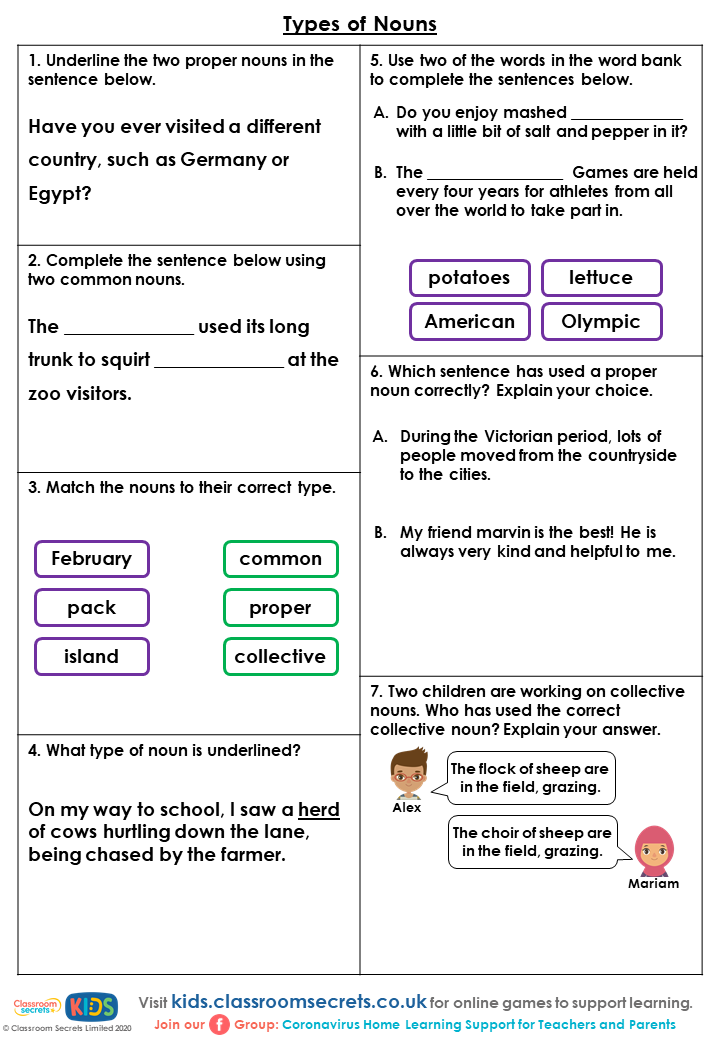 Types of Nouns
1. Underline the two proper nouns in the
sentence below.
Have you ever visited a different
country, such as Germany or
Egypt?
2. Complete the sentence below using
two common nouns.
The ______________ used its long
trunk to squirt ______________ at the
zoo visitors.
3. Match the nouns to their correct type.
February common
pack proper
island collective
4. What type of noun is underlined?
On my way to school, I saw a herd
of cows hurtling down the lane,
being chased by the farmer.
5. Use two of the words in the word bank
to complete the sentences below.
A. Do you enjoy mashed ______________
with a little bit of salt and pepper in it?
B. The _________________ Games are held
every four years for athletes from all
over the world to take part in.
potatoes lettuce
American Olympic
6. Which sentence has used a proper
noun correctly? Explain your choice.
A. During the Victorian period, lots of
people moved from the countryside
to the cities.
B. My friend marvin is the best! He is
always very kind and helpful to me.
7. Two children are working on collective
nouns. Who has used the correct
collective noun? Explain your answer.
The flock of sheep are
in the field, grazing.
Alex
The choir of sheep are
in the field, grazing.
Mariam
Classroom
secrets
KIDS
© Classroom Secrets Limited 2020
Visit kids.classroomsecrets.co.uk for online games to support learning.
Join our f Group: Coronavirus Home Learning Support for Teachers and Parents